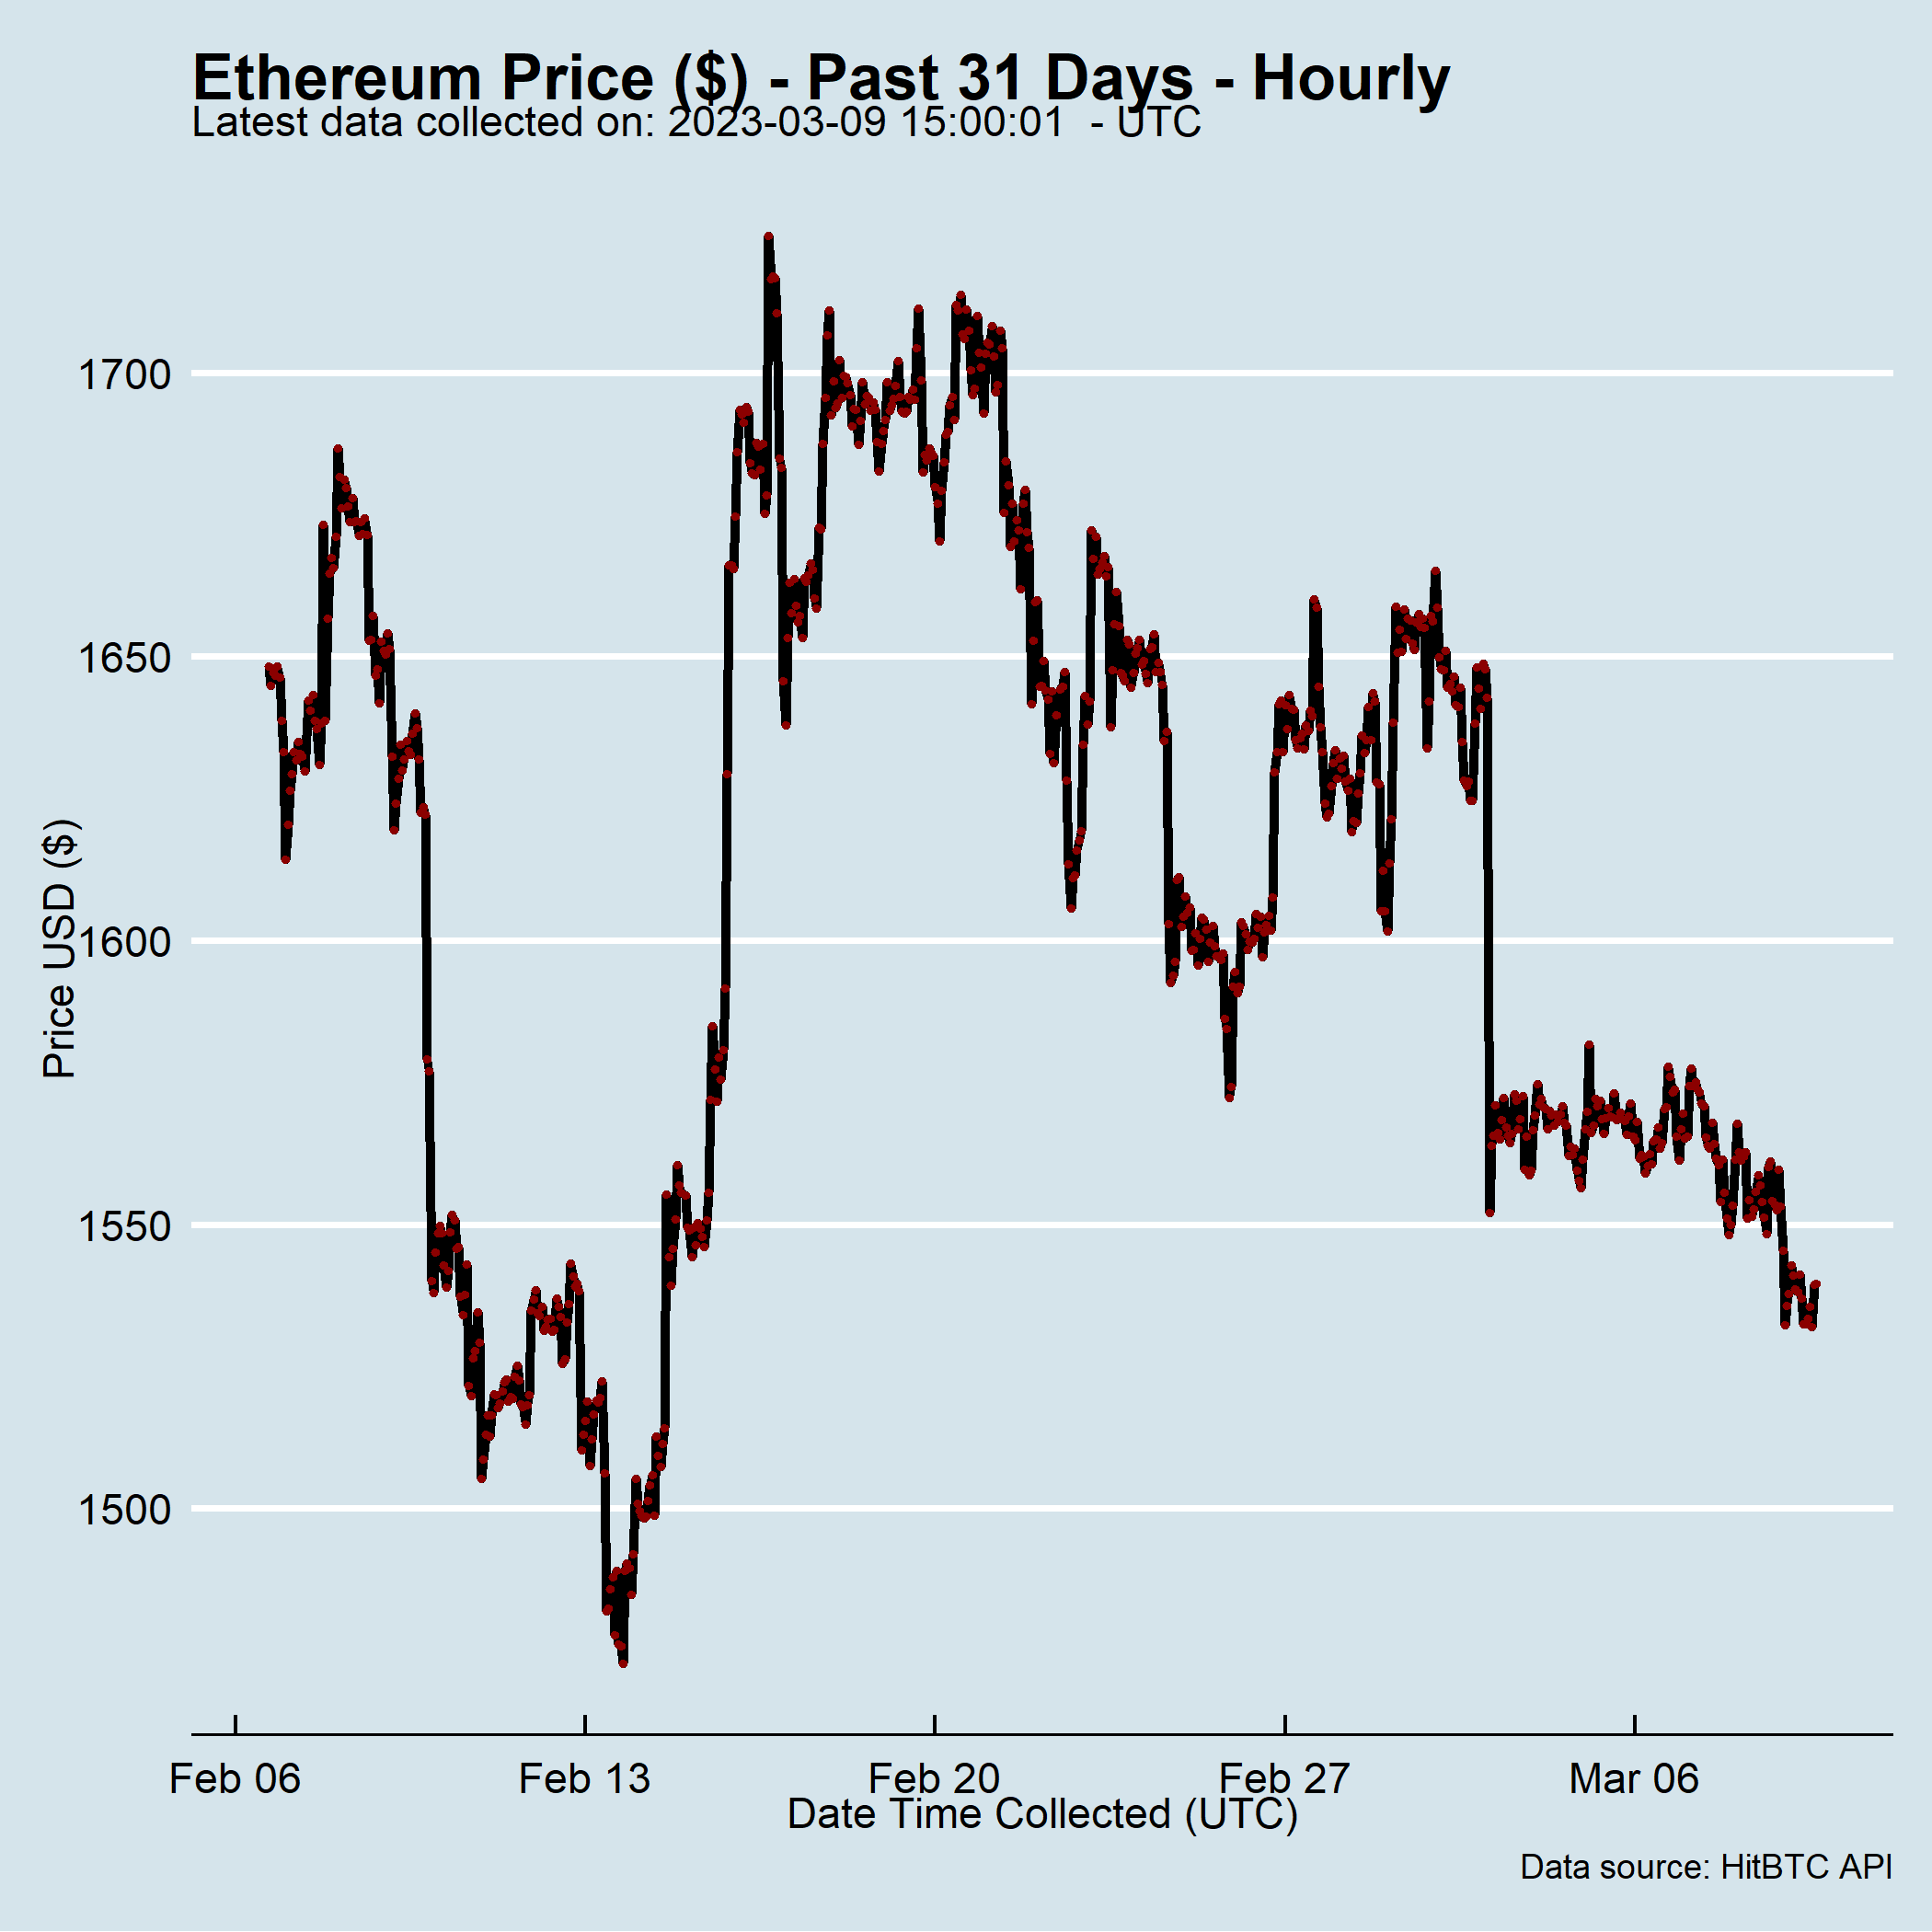 Ethereum Price ($) - Past 31 Days - Hourly
Latest data collected on: 2023-03-09 15:00:01  - UTC
Price USD ($)
1700
1650
1600
1550
1500
Feb 06 Feb 13 Feb 20 Feb 27 Mar 06
Date Time Collected (UTC)
Data source: HitBTC API